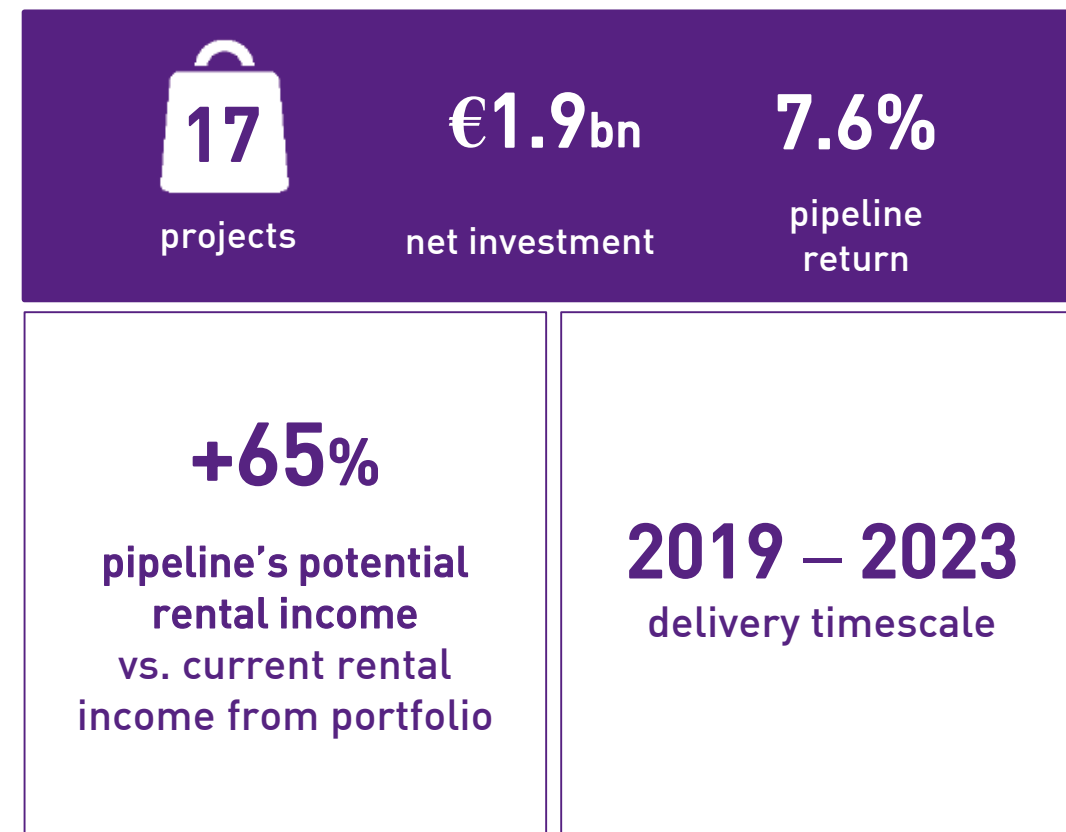 17
projects
€1.9bn
net investment
7.6%
pipeline
return
+65%
pipeline’s potential
rental income
vs. current rental
income from portfolio
2019 – 2023
delivery timescale